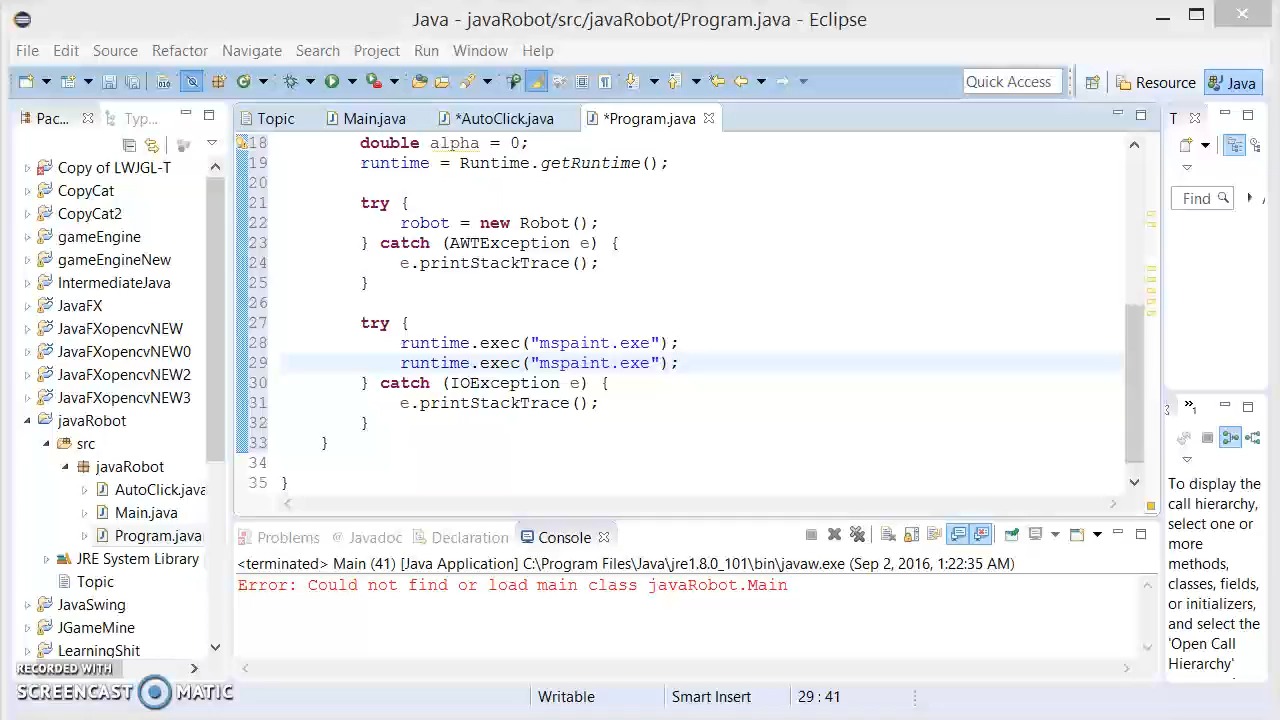 Java - javaRobot/src/javaRobot/Program.java - Eclipse
File Edit Source Refactor Navigate Search Project Run Window Help
Quick Access
Resource
Java
Pac...
Typ...
Topic
Main.java
*AutoClick.java
*Program.java
T
Copy of LWJGL-T
CopyCat
CopyCat2
gameEngine
gameEngineNew
IntermediateJava
JavaFX
JavaFXopencvNEW
JavaFXopencvNEW0
JavaFXopencvNEW2
JavaFXopencvNEW3
javaRobot
src
javaRobot
AutoClick.java
Main.java
Program.java
JRE System Library
Topic
JavaSwing
JGameMine
LearningShit
18 double alpha = 0;
19 runtime = Runtime.getRuntime();
20
21 try {
22 robot = new Robot();
23 } catch (AWTException e) {
24 e.printStackTrace();
25 }
26
27 try {
28 runtime.exec("mspaint.exe");
29 runtime.exec("mspaint.exe");
30 } catch (IOException e) {
31 e.printStackTrace();
32 }
33 }
34
35 }
Find
Problems @ Javadoc Declaration Console
<terminated> Main (41) [Java Application] C:\Program Files\Java\jre1.8.0_101\bin\javaw.exe (Sep 2, 2016, 1:22:35 AM)
Error: Could not find or load main class javaRobot.Main
To display the
call hierarchy,
select one or
more
methods,
classes, fields,
or initializers,
and select the
'Open Call
Hierarchy'
RECORDED WITH
SCREENCAST MATIC
Writable
Smart Insert
29 : 41